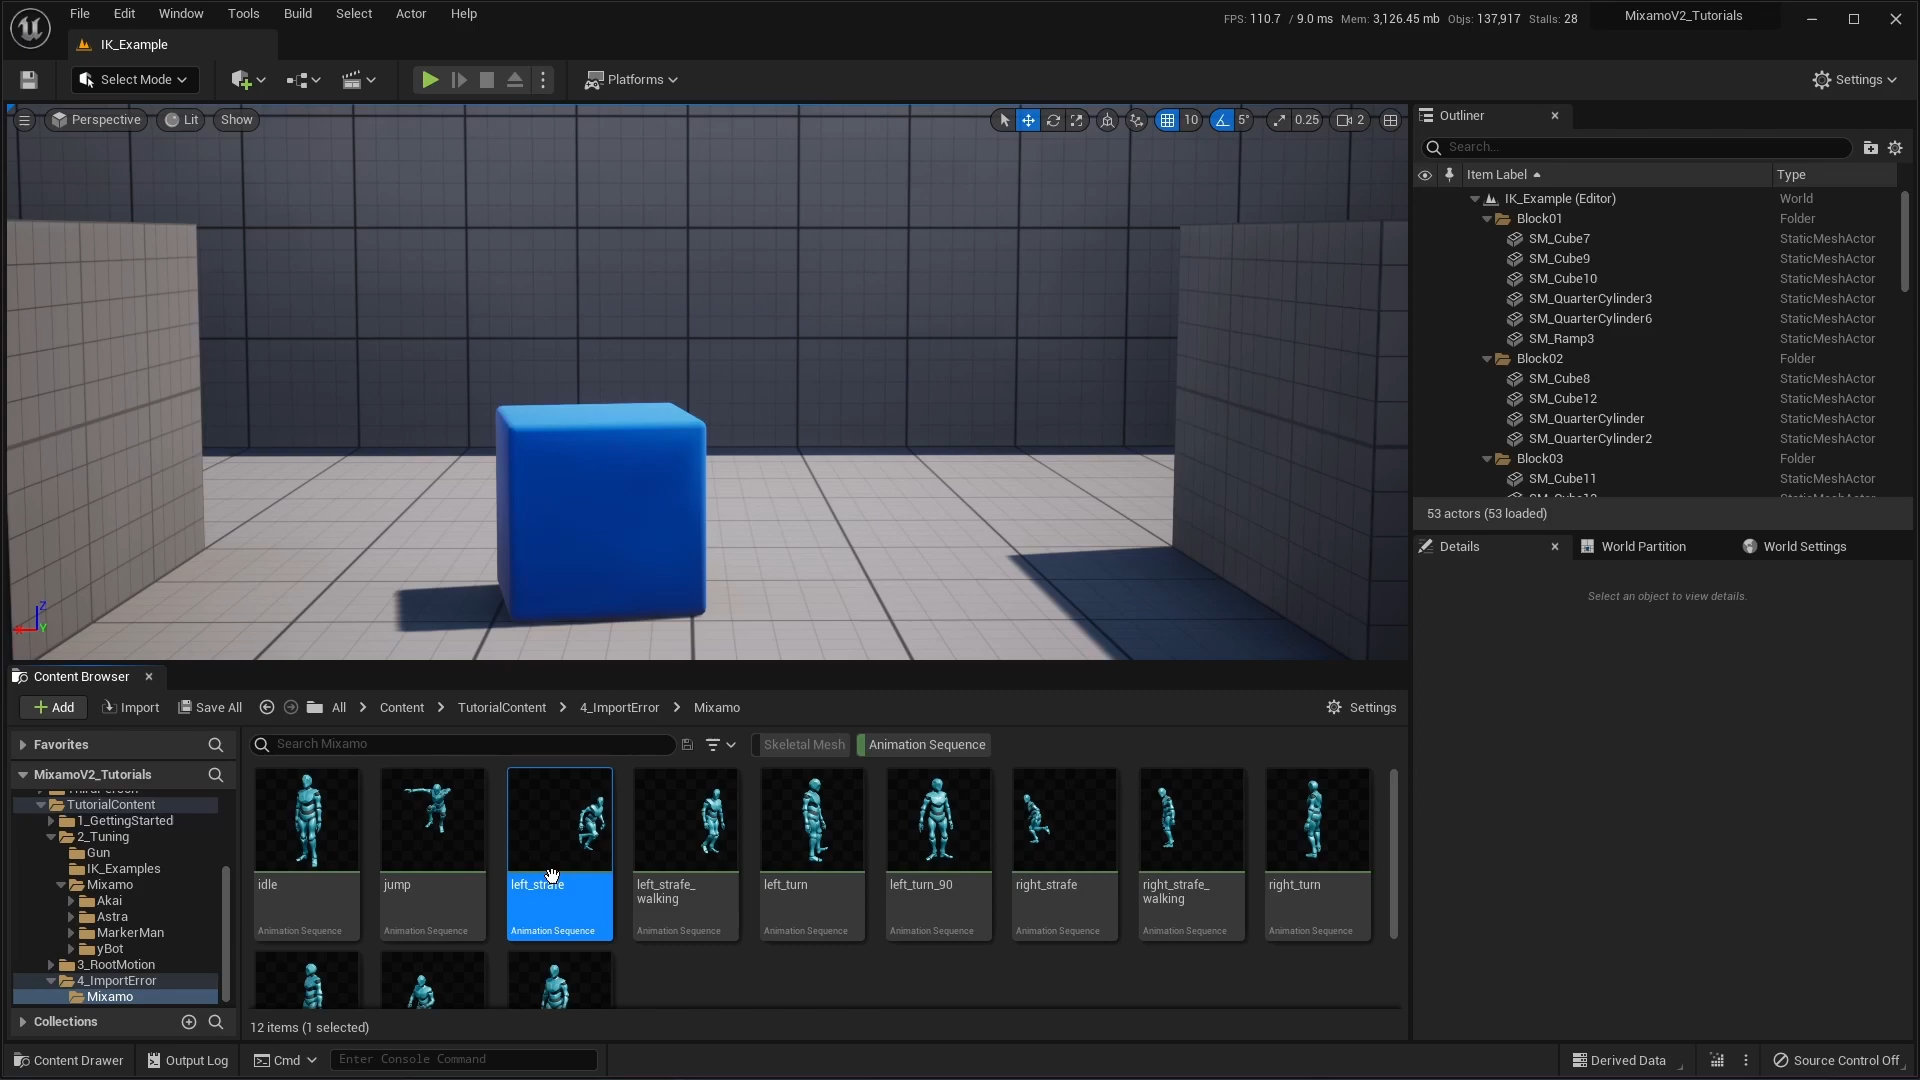 File Edit Window Tools Build Select Actor Help
FPS: 110.7 / 9.0 ms Mem: 3,126.45 mb Objs: 137,917 Stalls: 28
MixamoV2_Tutorials
IK_Example
Select Mode
Platforms
Settings
Perspective
Lit
Show
10
5°
0.25
2
Outliner
Search...
Item Label Type
IK_Example (Editor) World
Block01 Folder
SM_Cube7 StaticMeshActor
SM_Cube9 StaticMeshActor
SM_Cube10 StaticMeshActor
SM_QuarterCylinder3 StaticMeshActor
SM_QuarterCylinder6 StaticMeshActor
SM_Ramp3 StaticMeshActor
Block02 Folder
SM_Cube8 StaticMeshActor
SM_Cube12 StaticMeshActor
SM_QuarterCylinder StaticMeshActor
SM_QuarterCylinder2 StaticMeshActor
Block03 Folder
SM_Cube11 StaticMeshActor
53 actors (53 loaded)
Details
World Partition
World Settings
Select an object to view details.
Z
Y
Content Browser
Add
Import
Save All
All > Content > TutorialContent > 4_ImportError > Mixamo
Settings
Favorites
MixamoV2_Tutorials
TutorialContent
1_GettingStarted
2_Tuning
Gun
IK_Examples
Mixamo
Akai
Astra
MarkerMan
yBot
3_RootMotion
4_ImportError
Mixamo
Collections
Search Mixamo
Skeletal Mesh
Animation Sequence
idle
Animation Sequence
jump
Animation Sequence
left_strafe
Animation Sequence
left_strafe_
walking
Animation Sequence
left_turn
Animation Sequence
left_turn_90
Animation Sequence
right_strafe
Animation Sequence
right_strafe_
walking
Animation Sequence
right_turn
Animation Sequence
12 items (1 selected)
Content Drawer
Output Log
Cmd
Enter Console Command
Derived Data
Source Control Off